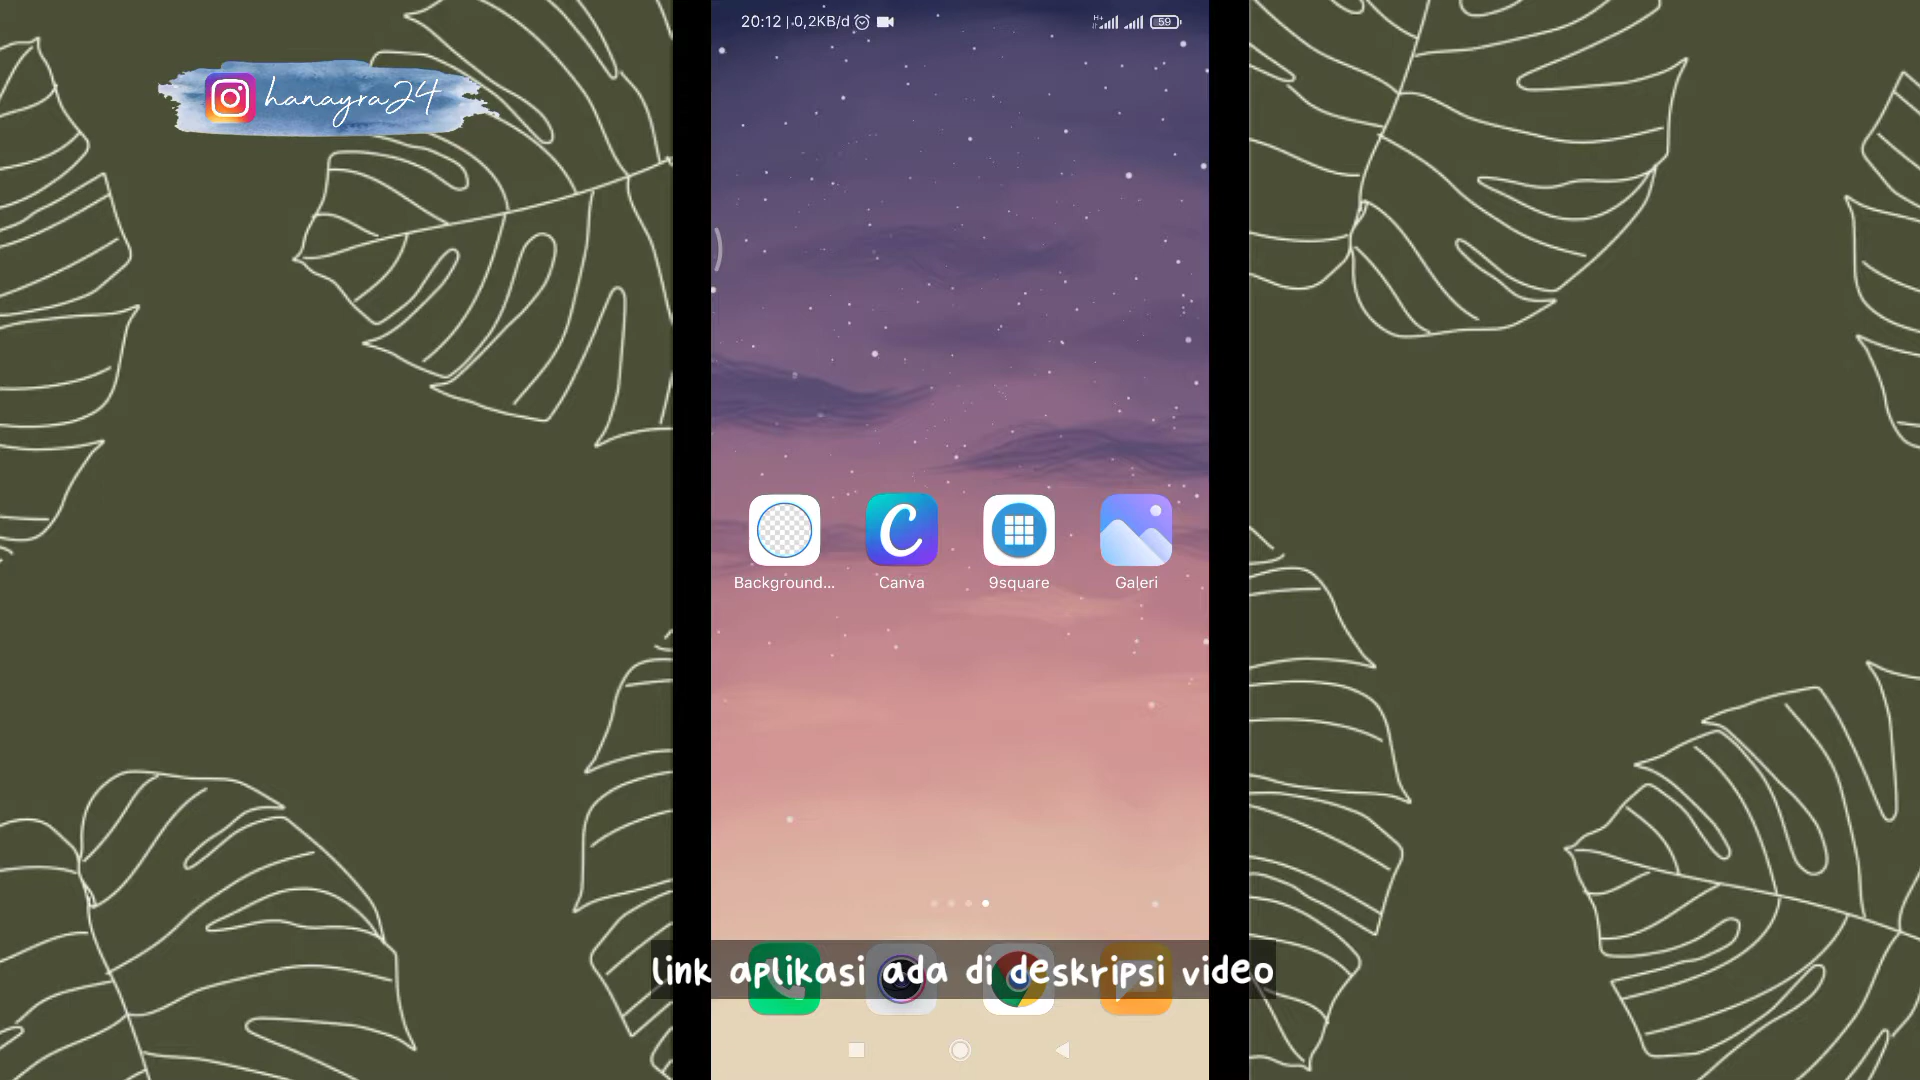 20:12 | 0,2KB/d
H+
59
hanayra24
Background...
Canva
9square
Galeri
link aplikasi ada di deskripsi video